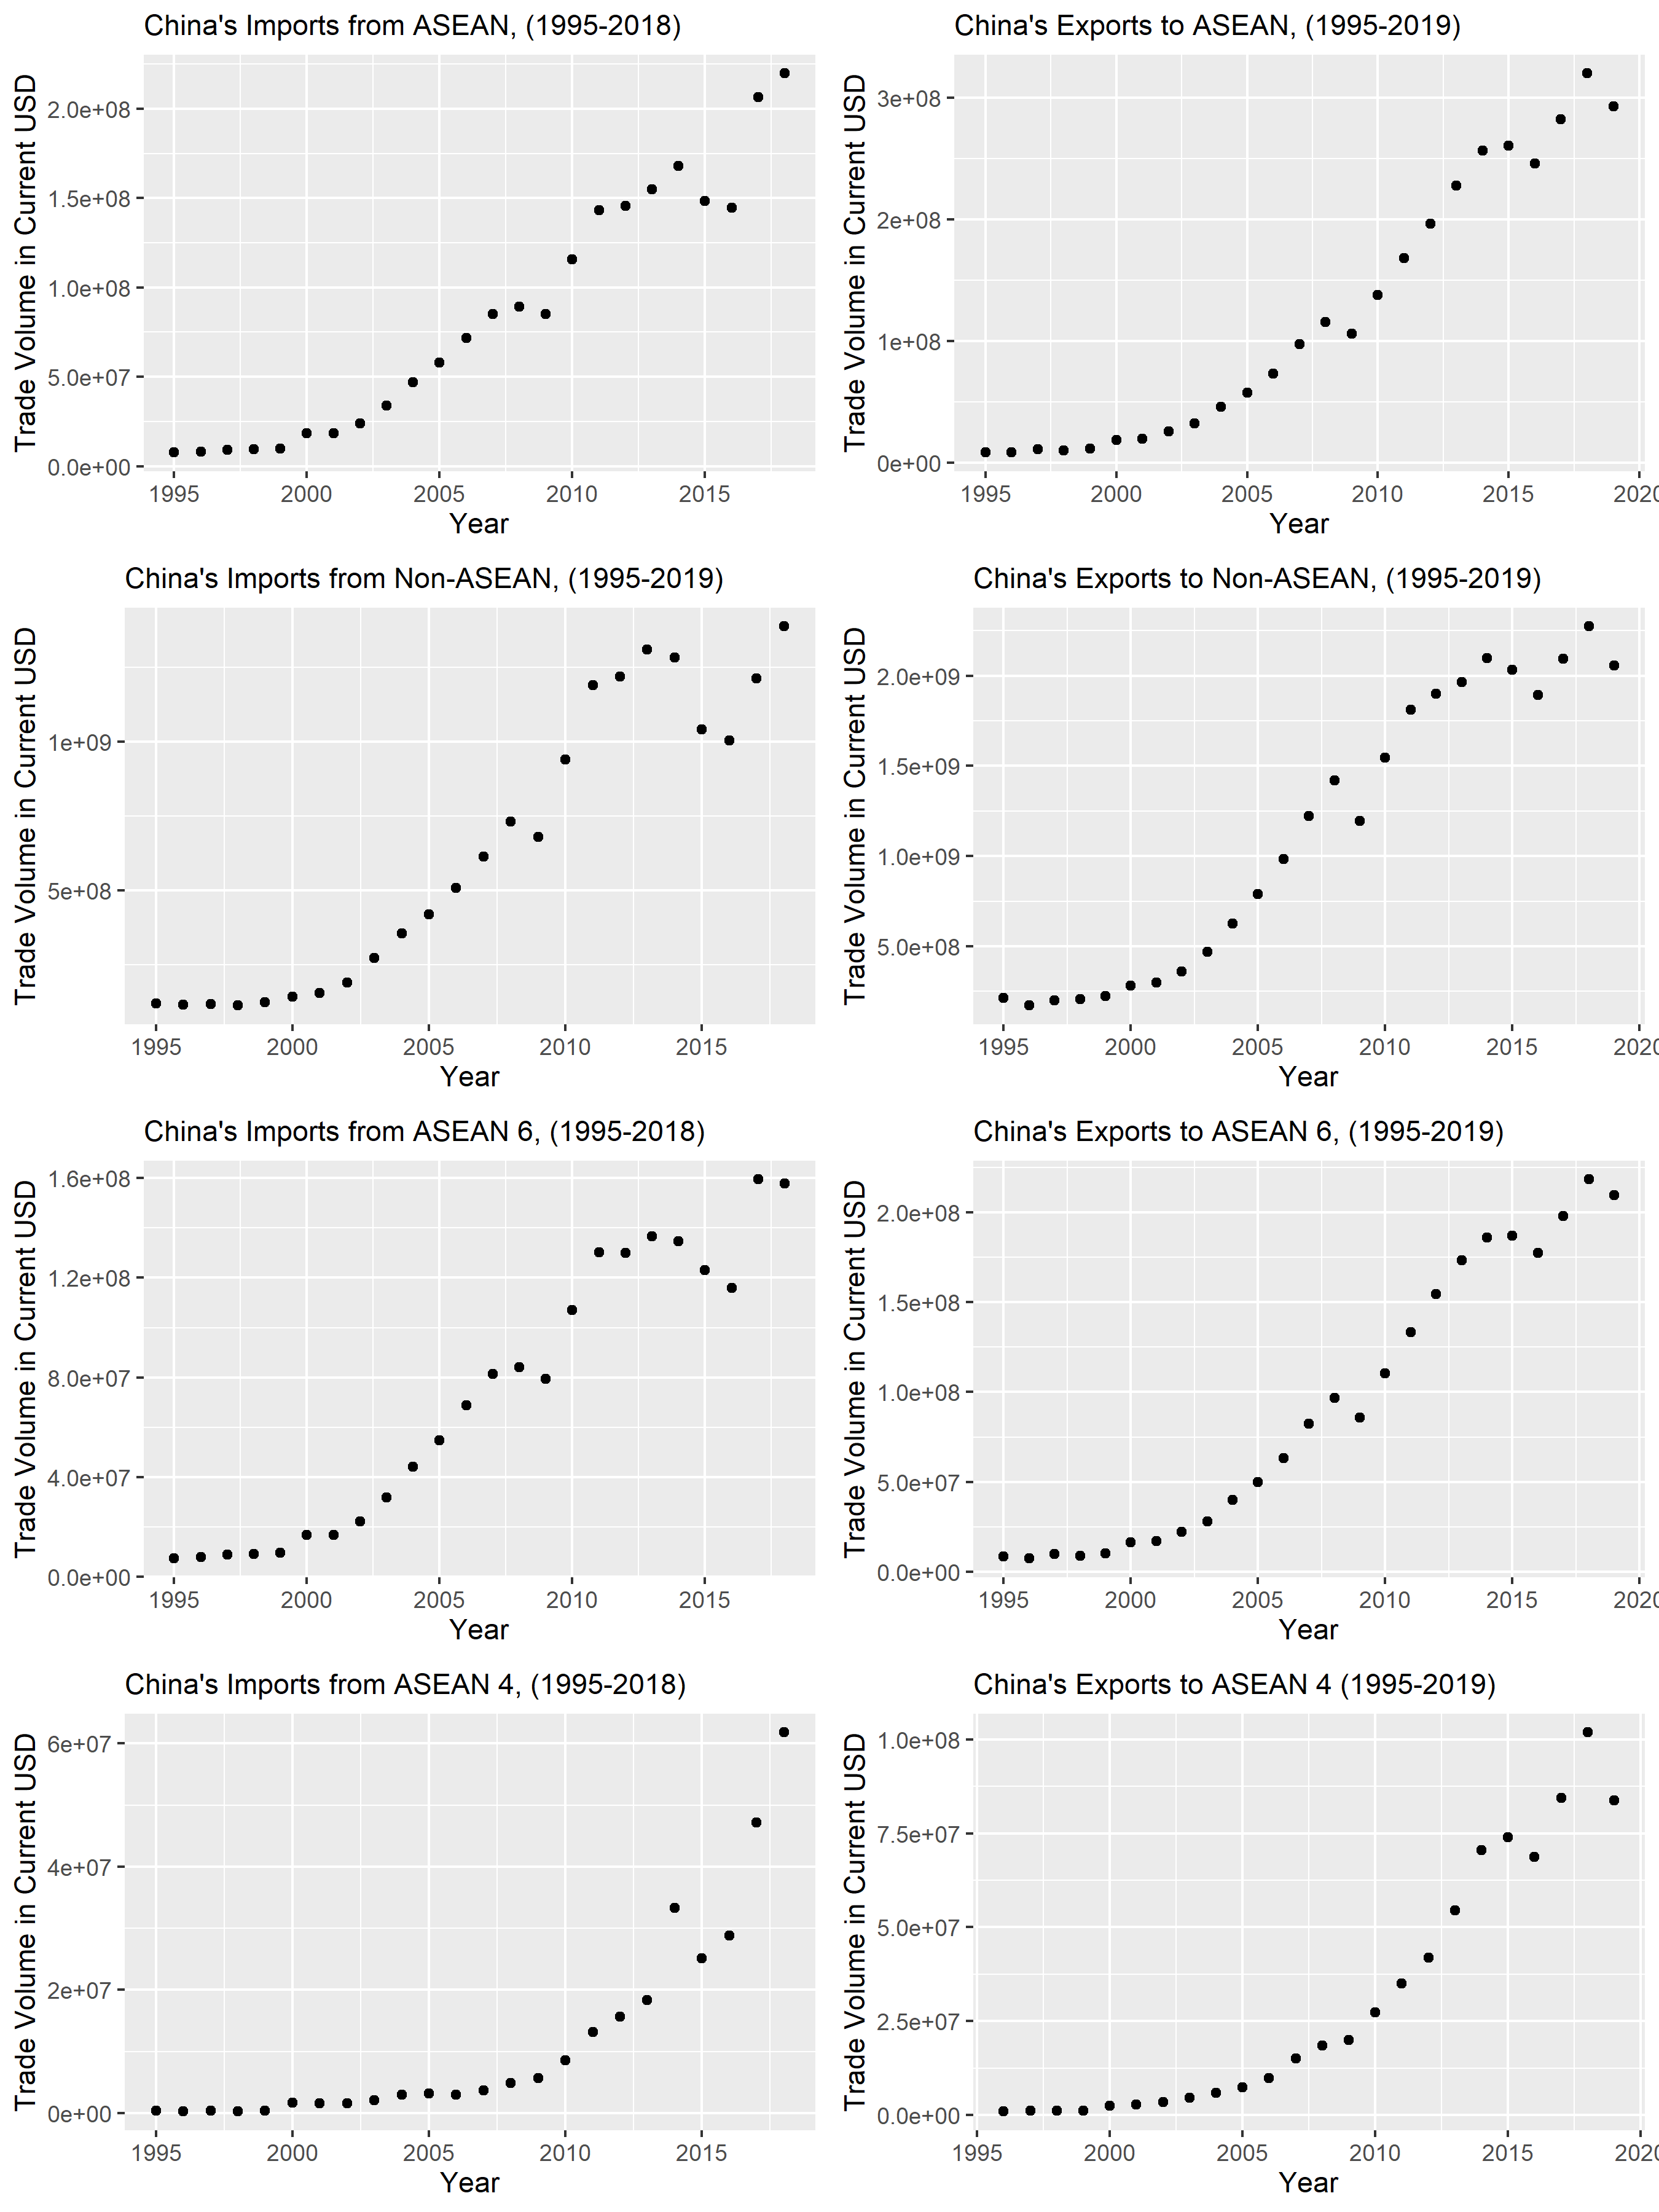 China's Imports from ASEAN, (1995-2018)
Trade Volume in Current USD
2.0e+08
1.5e+08
1.0e+08
5.0e+07
0.0e+00
1995 2000 2005 2010 2015
Year
China's Exports to ASEAN, (1995-2019)
Trade Volume in Current USD
3e+08
2e+08
1e+08
0e+00
1995 2000 2005 2010 2015 2020
Year
China's Imports from Non-ASEAN, (1995-2019)
Trade Volume in Current USD
1e+09
5e+08
1995 2000 2005 2010 2015
Year
China's Exports to Non-ASEAN, (1995-2019)
Trade Volume in Current USD
2.0e+09
1.5e+09
1.0e+09
5.0e+08
1995 2000 2005 2010 2015 2020
Year
China's Imports from ASEAN 6, (1995-2018)
Trade Volume in Current USD
1.6e+08
1.2e+08
8.0e+07
4.0e+07
0.0e+00
1995 2000 2005 2010 2015
Year
China's Exports to ASEAN 6, (1995-2019)
Trade Volume in Current USD
2.0e+08
1.5e+08
1.0e+08
5.0e+07
0.0e+00
1995 2000 2005 2010 2015 2020
Year
China's Imports from ASEAN 4, (1995-2018)
Trade Volume in Current USD
6e+07
4e+07
2e+07
0e+00
1995 2000 2005 2010 2015
Year
China's Exports to ASEAN 4 (1995-2019)
Trade Volume in Current USD
1.0e+08
7.5e+07
5.0e+07
2.5e+07
0.0e+00
1995 2000 2005 2010 2015 2020
Year